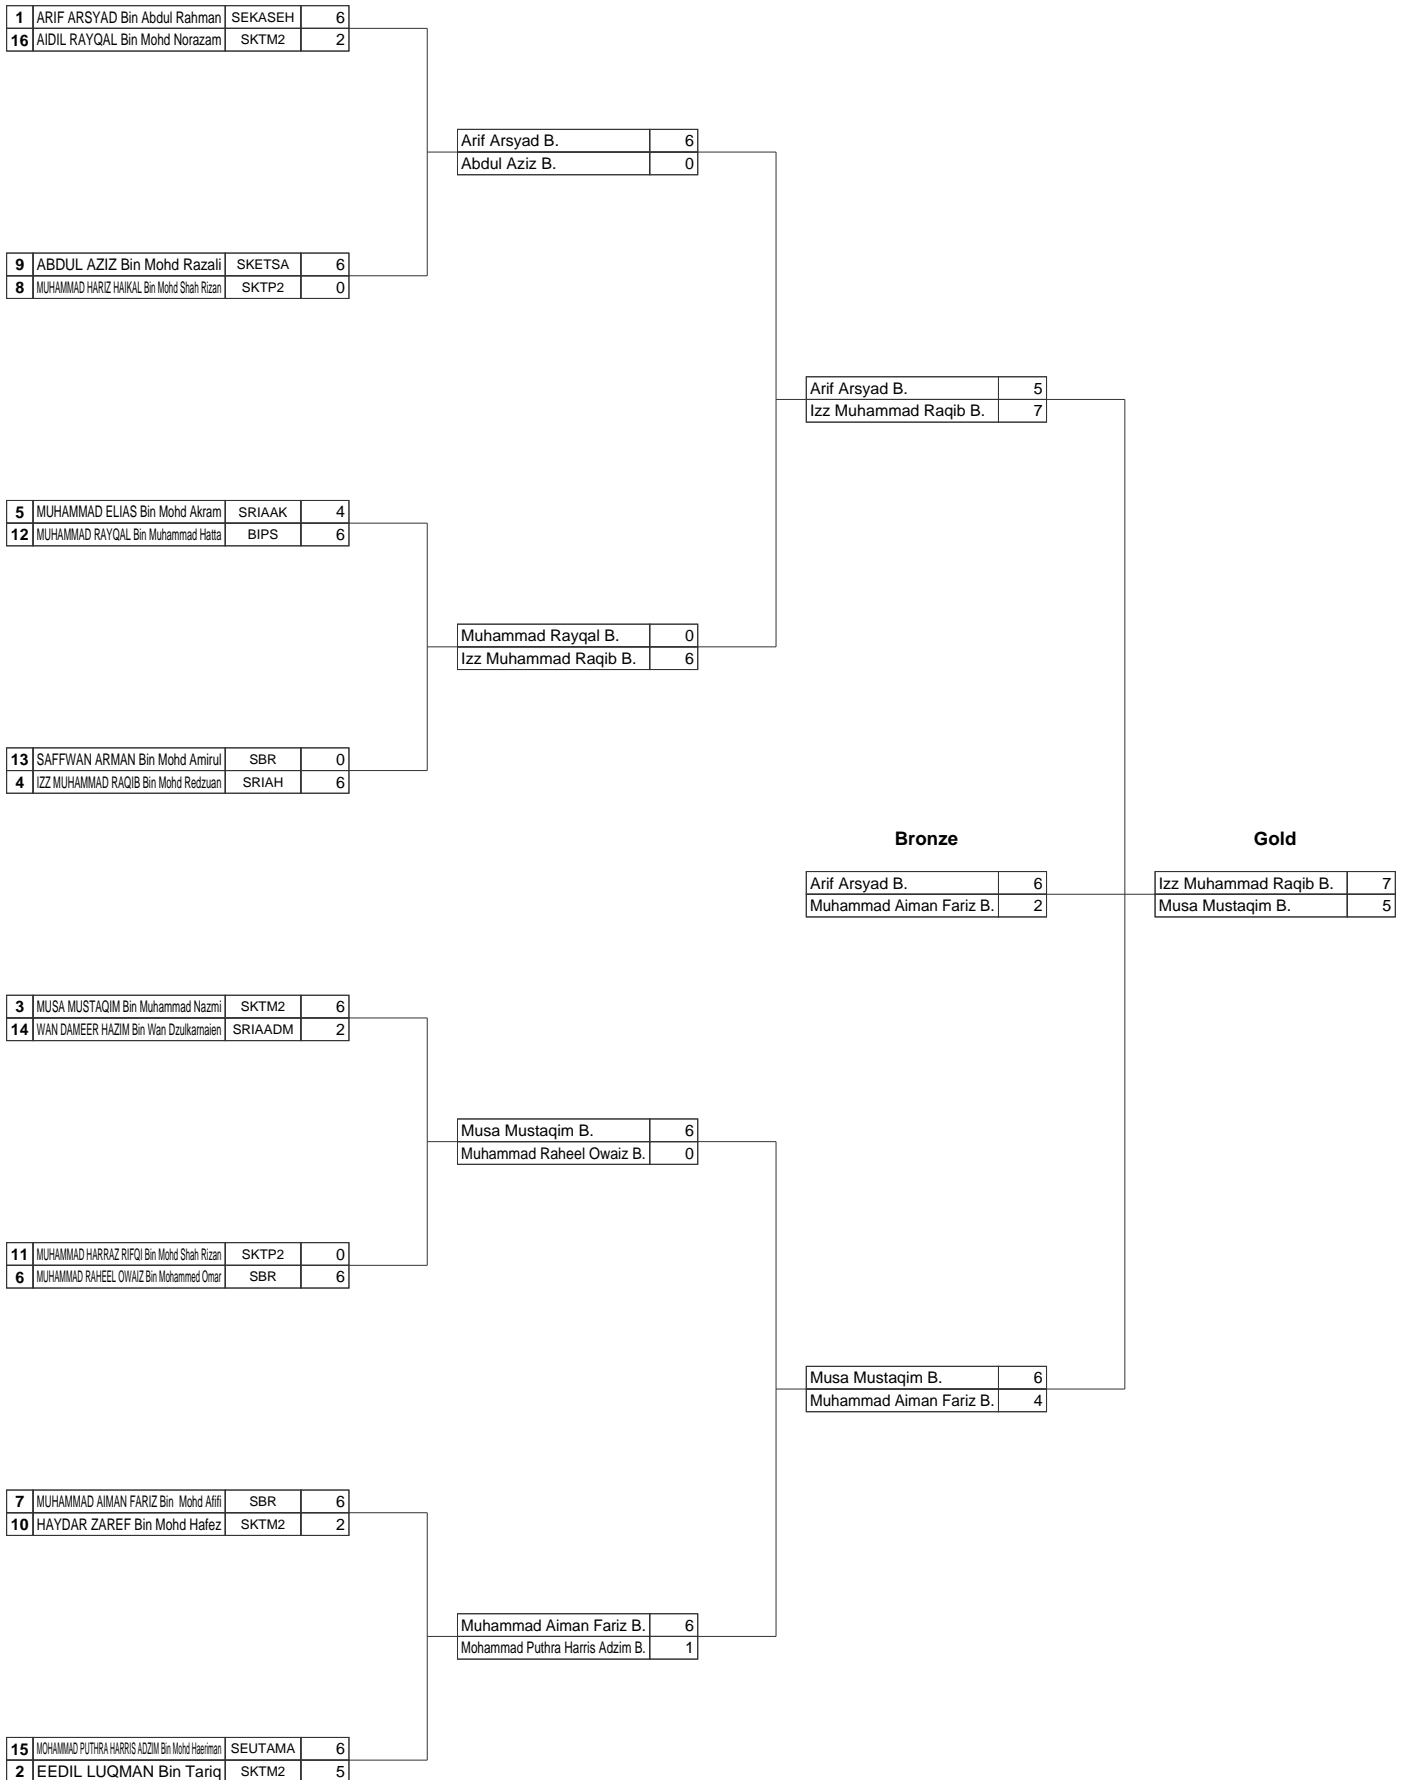 1 ARIF ARSYAD Bin Abdul Rahman SEKASEH 6
16 AIDIL RAYQAL Bin Mohd Norazam SKTM2 2
Arif Arsyad B. 6
Abdul Aziz B. 0
9 ABDUL AZIZ Bin Mohd Razali SKETSA 6
8 MUHAMMAD HARIZ HAIKAL Bin Mohd Shah Rizan SKTP2 0
Arif Arsyad B. 5
Izz Muhammad Raqib B. 7
5 MUHAMMAD ELIAS Bin Mohd Akram SRIAAK 4
12 MUHAMMAD RAYQAL Bin Muhammad Hatta BIPS 6
Muhammad Rayqal B. 0
Izz Muhammad Raqib B. 6
13 SAFFWAN ARMAN Bin Mohd Amirul SBR 0
4 IZZ MUHAMMAD RAQIB Bin Mohd Redzuan SRIAH 6
Bronze Gold
Arif Arsyad B. 6 Izz Muhammad Raqib B. 7
Muhammad Aiman Fariz B. 2 Musa Mustaqim B. 5
3 MUSA MUSTAQIM Bin Muhammad Nazmi SKTM2 6
14 WAN DAMEER HAZIM Bin Wan Dzulkarnaien SRIAADM 2
Musa Mustaqim B. 6
Muhammad Raheel Owaiz B. 0
11 MUHAMMAD HARRAZ RIFQI Bin Mohd Shah Rizan SKTP2 0
6 MUHAMMAD RAHEEL OWAIZ Bin Mohammed Omar SBR 6
Musa Mustaqim B. 6
Muhammad Aiman Fariz B. 4
7 MUHAMMAD AIMAN FARIZ Bin Mohd Afifi SBR 6
10 HAYDAR ZAREF Bin Mohd Hafez SKTM2 2
Muhammad Aiman Fariz B. 6
Mohammad Puthra Harris Adzim B. 1
15 MOHAMMAD PUTHRA HARRIS ADZIM Bin Mohd Haeriman SEUTAMA 6
2 EEDIL LUQMAN Bin Tariq SKTM2 5